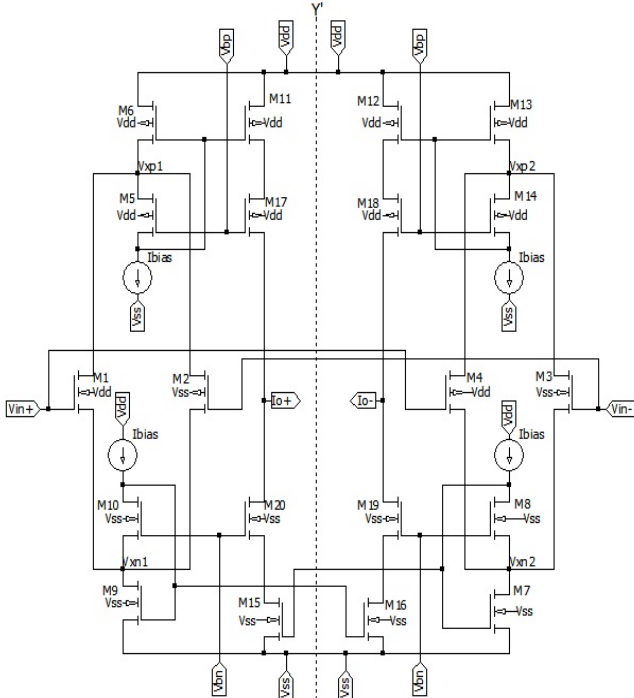 Y'
Vbp
Vdd
Vdd
Vbp
M6
Vdd
M11
Vdd
M12
Vdd
M13
Vdd
Vxp1
Vxp2
M5
Vdd
M17
Vdd
M18
Vdd
M14
Vdd
Ibias
Ibias
Vss
Vss
M1
Vdd
M2
Vss
M4
Vdd
M3
Vss
Vin+
Io+
Io-
Vin-
Vdd
Vdd
Ibias
Ibias
M10
Vss
M20
Vss
M19
Vss
M8
Vss
Vxn1
Vxn2
M9
Vss
M15
Vss
M16
Vss
M7
Vss
Vbn
Vss
Vss
Vbn